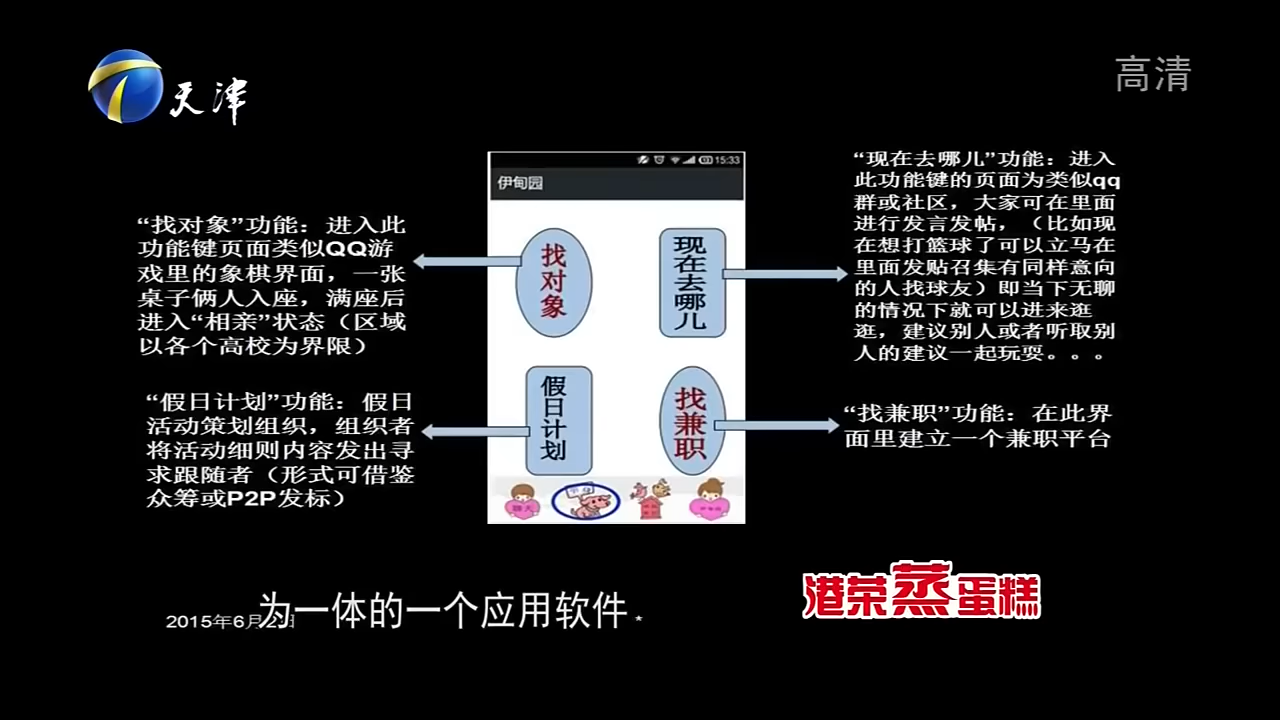 天津
高清
15:33
伊甸园
找对象
现在去哪儿
假日计划
找兼职
“找对象”功能：进入此
功能键页面类似QQ游
戏里的象棋界面，一张
桌子俩人入座，满座后
进入“相亲”状态（区域
以各个高校为界限）
“假日计划”功能：假日
活动策划组织，组织者
将活动细则内容发出寻
求跟随者（形式可借鉴
众筹或P2P发标）
“现在去哪儿”功能：进入
此功能键的页面为类似qq
群或社区，大家可在里面
进行发言发帖，（比如现
在想打篮球了可以立马在
里面发贴召集有同样意向
的人找球友）即当下无聊
的情况下就可以进来逛
逛，建议别人或者听取别
人的建议一起玩耍。。。
“找兼职”功能：在此界
面里建立一个兼职平台
聊天
港荣蒸蛋糕
2015年6月
为一体的一个应用软件